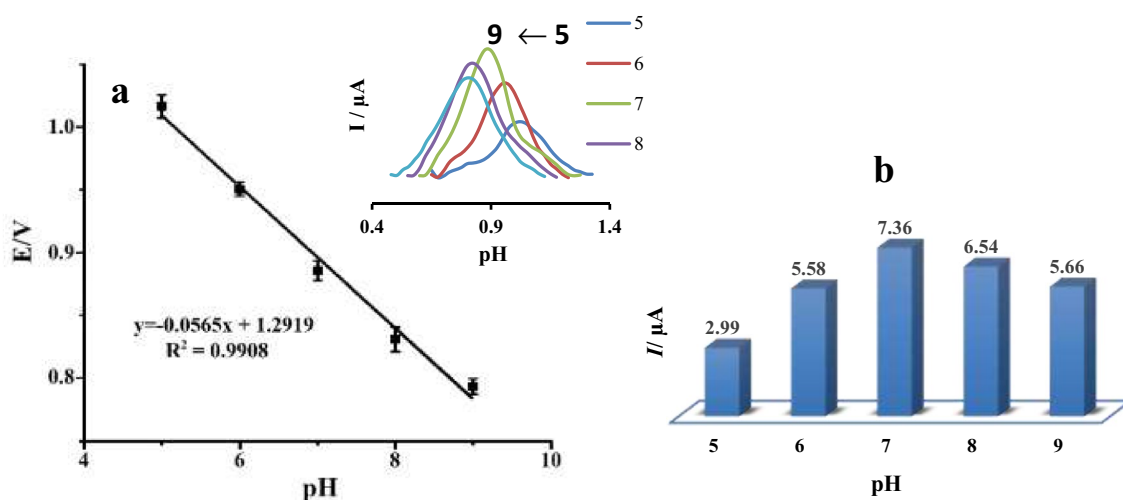 a
E/V
1.0
0.9
0.8
4
6
8
10
pH
y=-0.0565x + 1.2919
R² = 0.9908
9 ← 5
I / µA
0.4
0.9
1.4
pH
5
6
7
8
b
I/ µA
2.99
5.58
7.36
6.54
5.66
5
6
7
8
9
pH